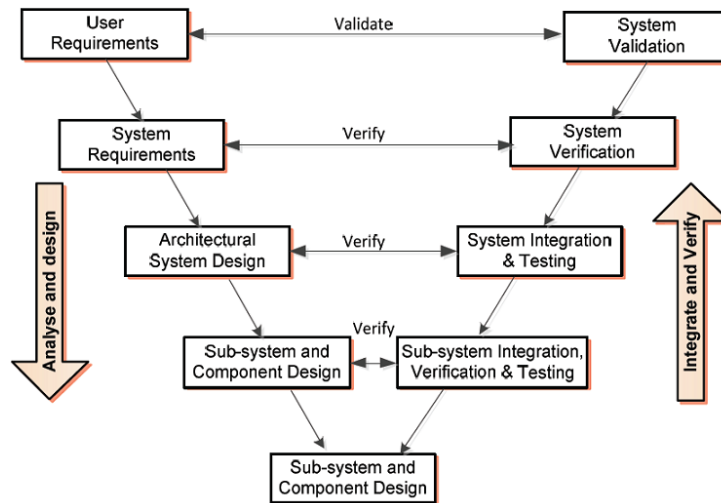 User
Requirements
Validate
System
Validation
System
Requirements
Verify
System
Verification
Architectural
System Design
Verify
System Integration
& Testing
Sub-system and
Component Design
Verify
Sub-system Integration,
Verification & Testing
Sub-system and
Component Design
Analyse and design
Integrate and Verify